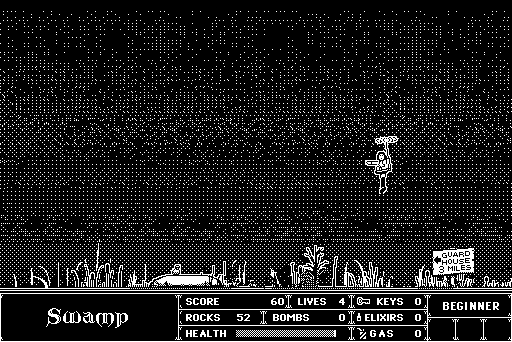 GUARD
HOUSE
3 MILES
Swamp
SCORE 60 LIVES 4 KEYS 0
ROCKS 52 BOMBS 0 ELIXIRS 0
HEALTH GAS 0
BEGINNER